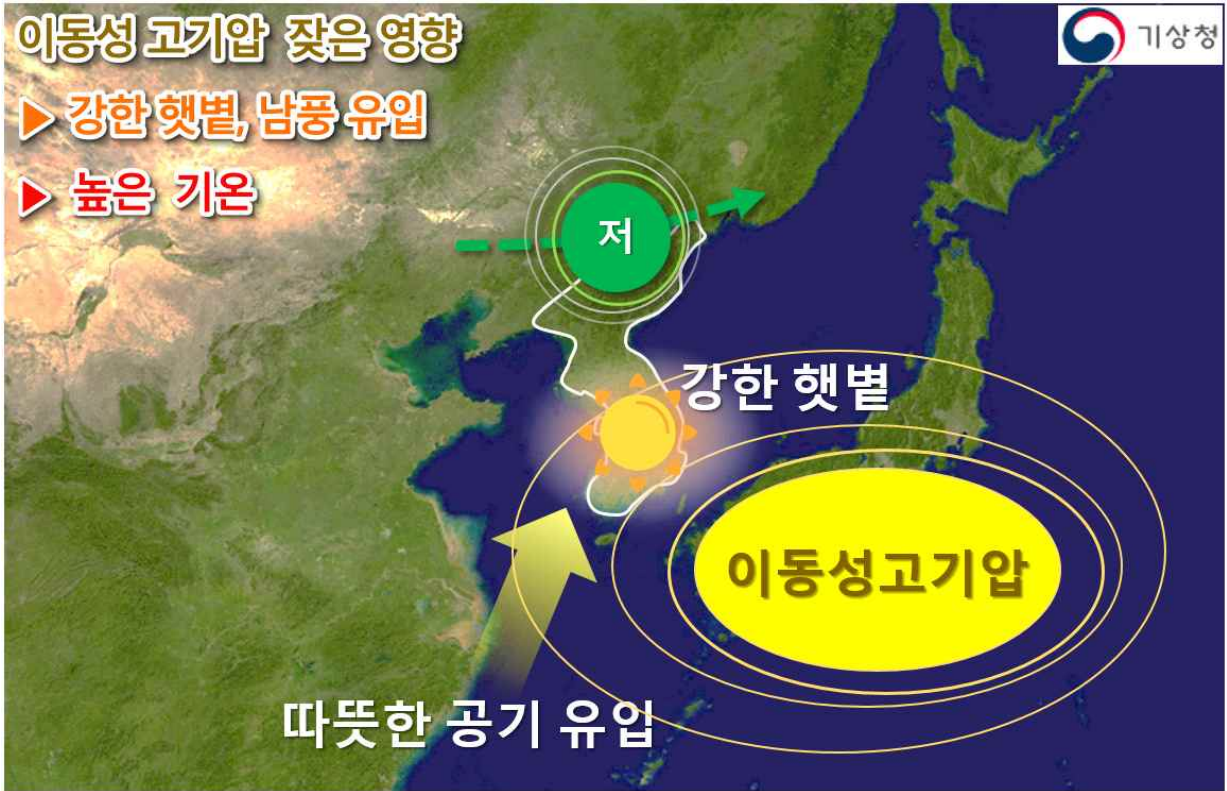 이동성 고기압 잦은 영향
기상청
▶ 강한 햇볕, 남풍 유입
▶ 높은 기온
저
강한 햇볕
이동성고기압
따뜻한 공기 유입